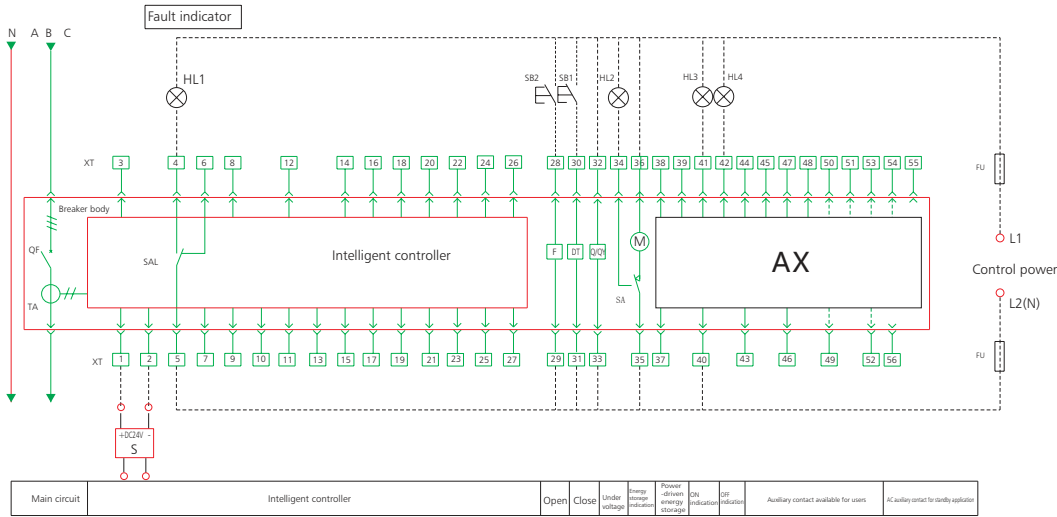 Fault indicator
N A B C
HL1
SB2 SB1 HL2 HL3 HL4
XT 3 4 6 8 12 14 16 18 20 22 24 26 28 30 32 34 36 38 39 41 42 44 45 47 48 50 51 53 54 55
FU
Breaker body
QF
SAL
Intelligent controller
F DT Q/QY M
AX
L1
Control power
L2(N)
TA
SA
XT 1 2 5 7 9 10 11 13 15 17 19 21 23 25 27 29 31 33 35 37 40 43 46 49 52 56
FU
+DC24V -
S
Main circuit
Intelligent controller
Open
Close
Under
voltage
Energy
storage
indication
Power
-driven
energy
storage
ON
indication
OFF
indication
Auxiliary contact available for users
AC auxiliary contact for standby application